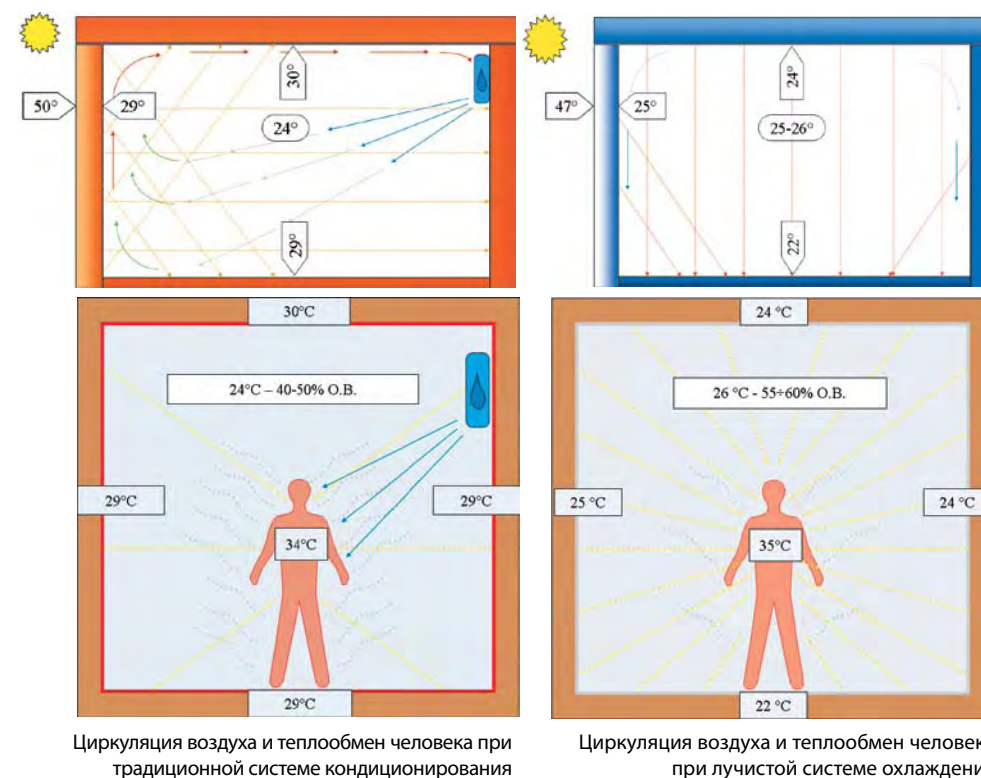 50°
29°
30°
24°
29°
47°
25°
24°
25-26°
22°
30°C
24°C – 40-50% О.В.
29°C
29°C
34°C
29°C
24 °C
26 °C - 55÷60% О.В.
25 °C
24 °C
35°C
22 °C
Циркуляция воздуха и теплообмен человека при
традиционной системе кондиционирования
Циркуляция воздуха и теплообмен человек
при лучистой системе охлаждени